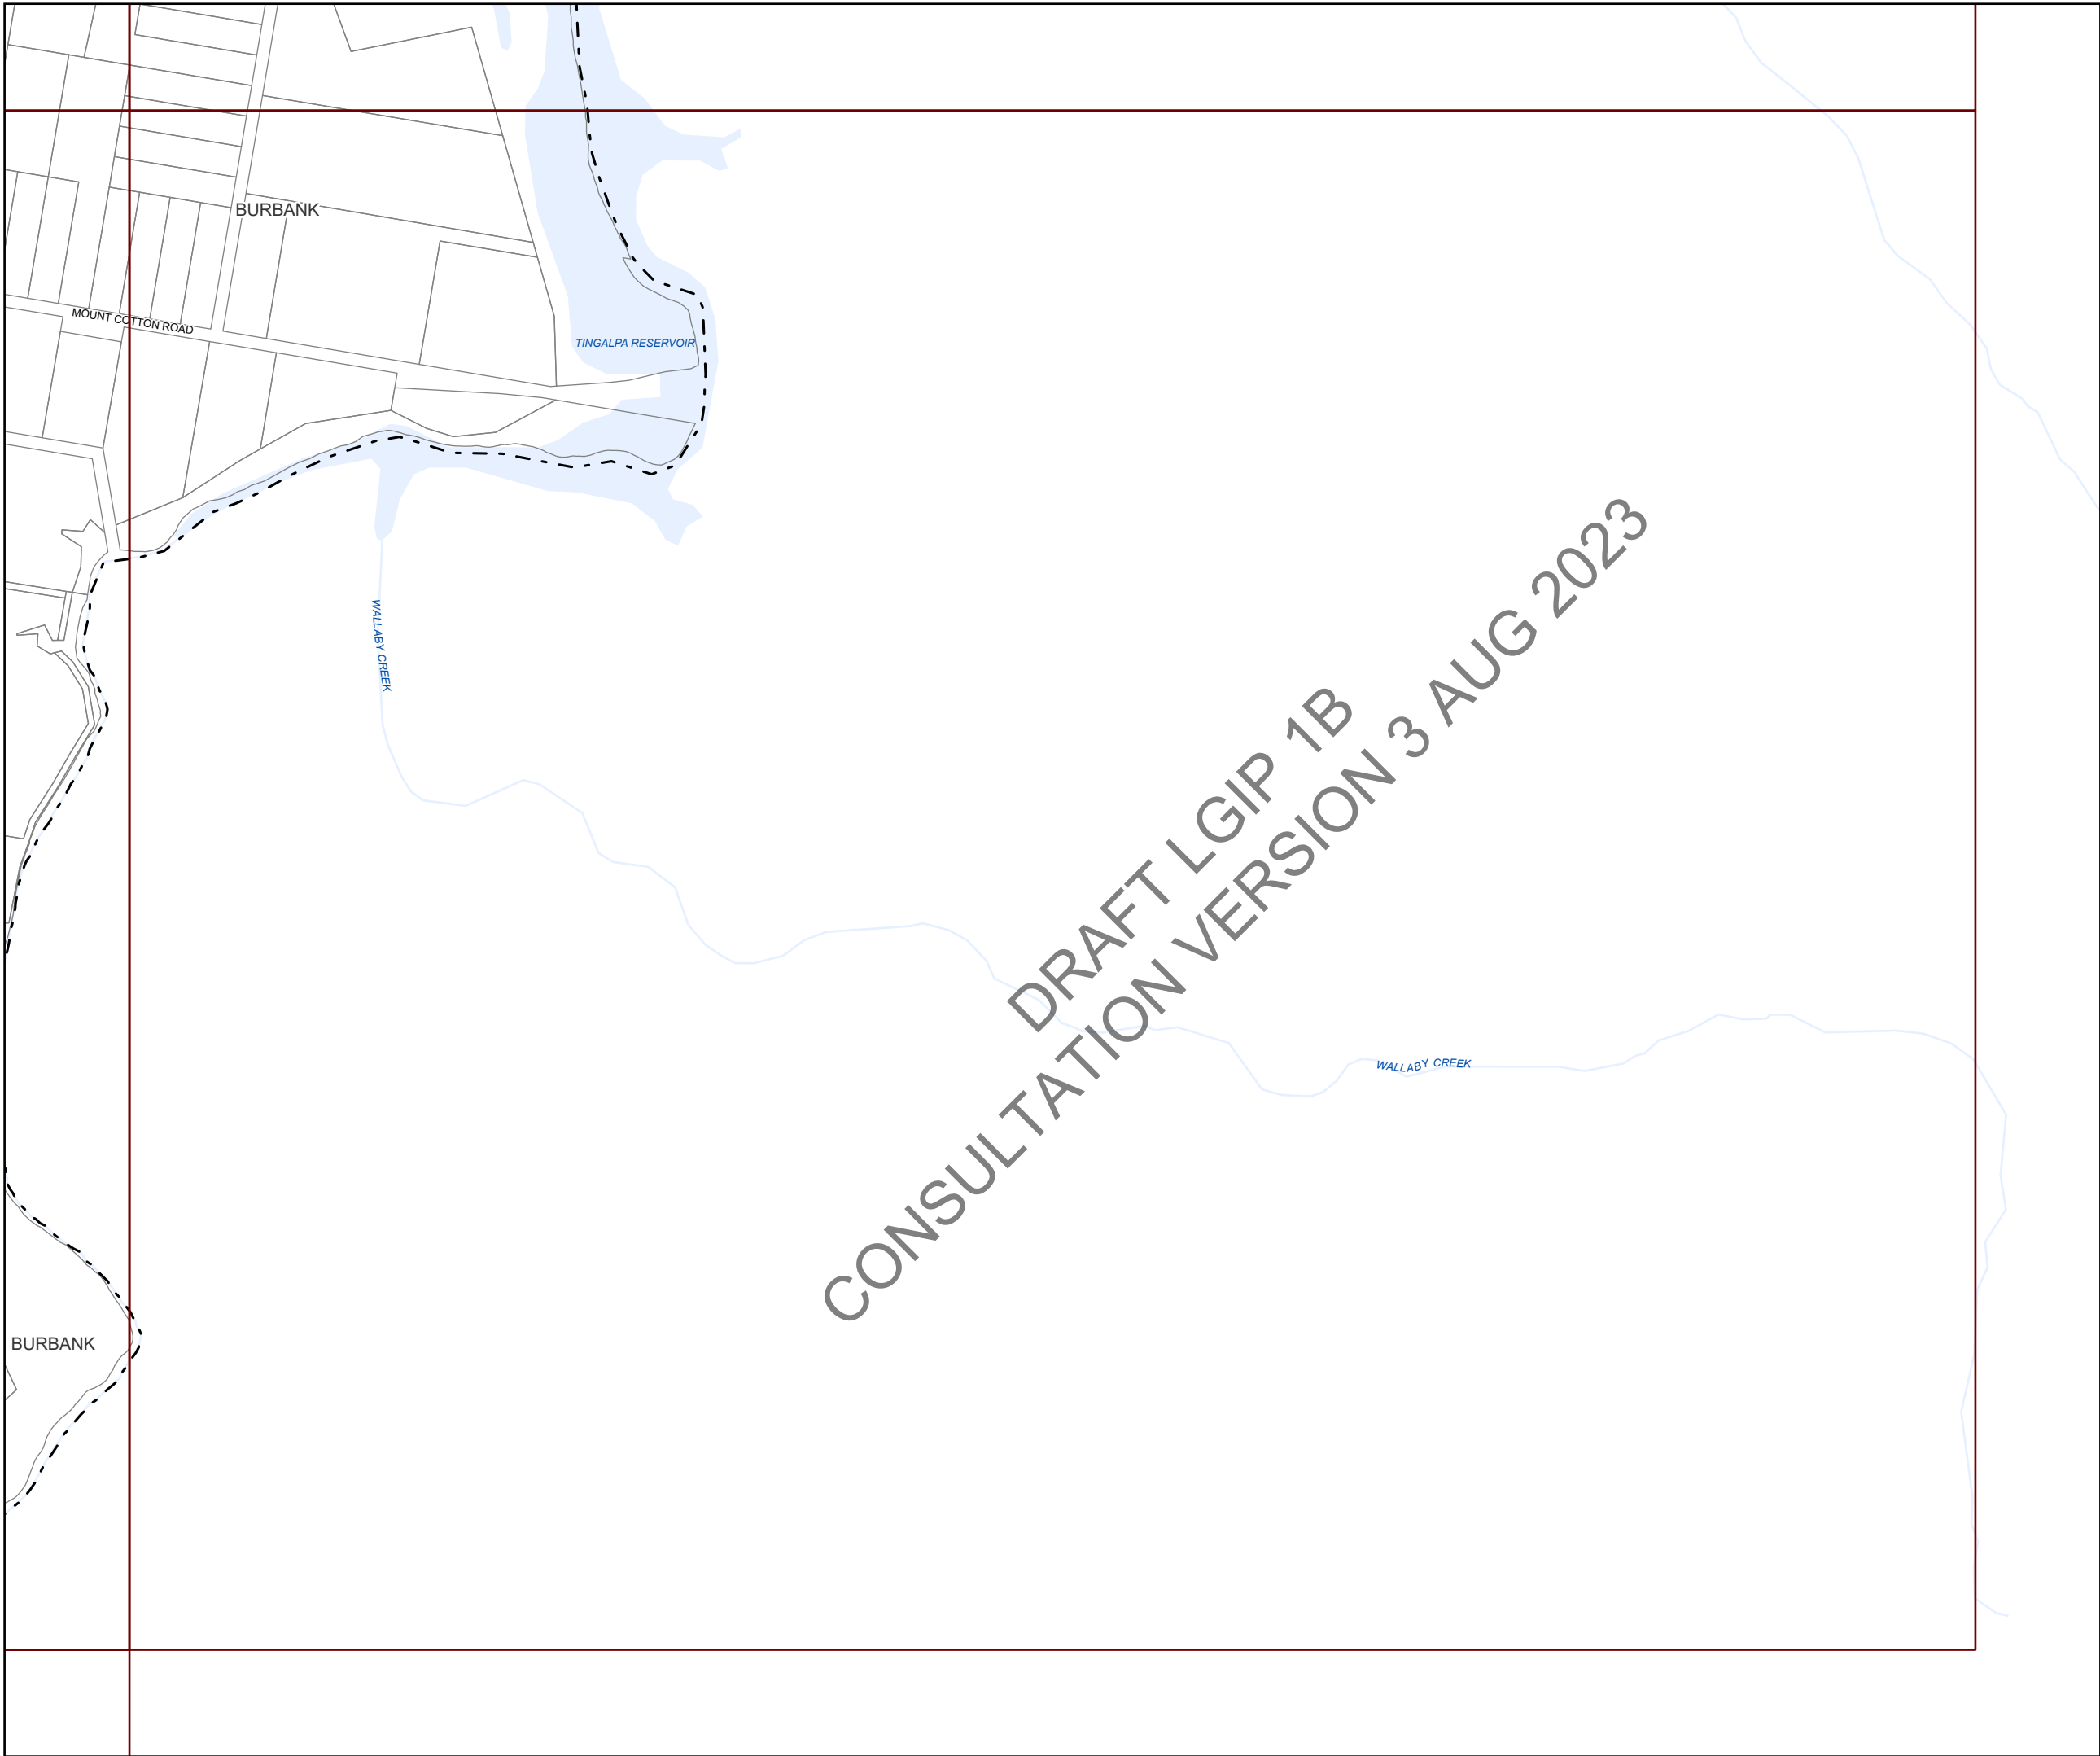 BURBANK
MOUNT COTTON ROAD
TINGALPA RESERVOIR
WALLABY CREEK
DRAFT LGIP 1B
CONSULTATION VERSION 3 AUG 2023
WALLABY CREEK
BURBANK